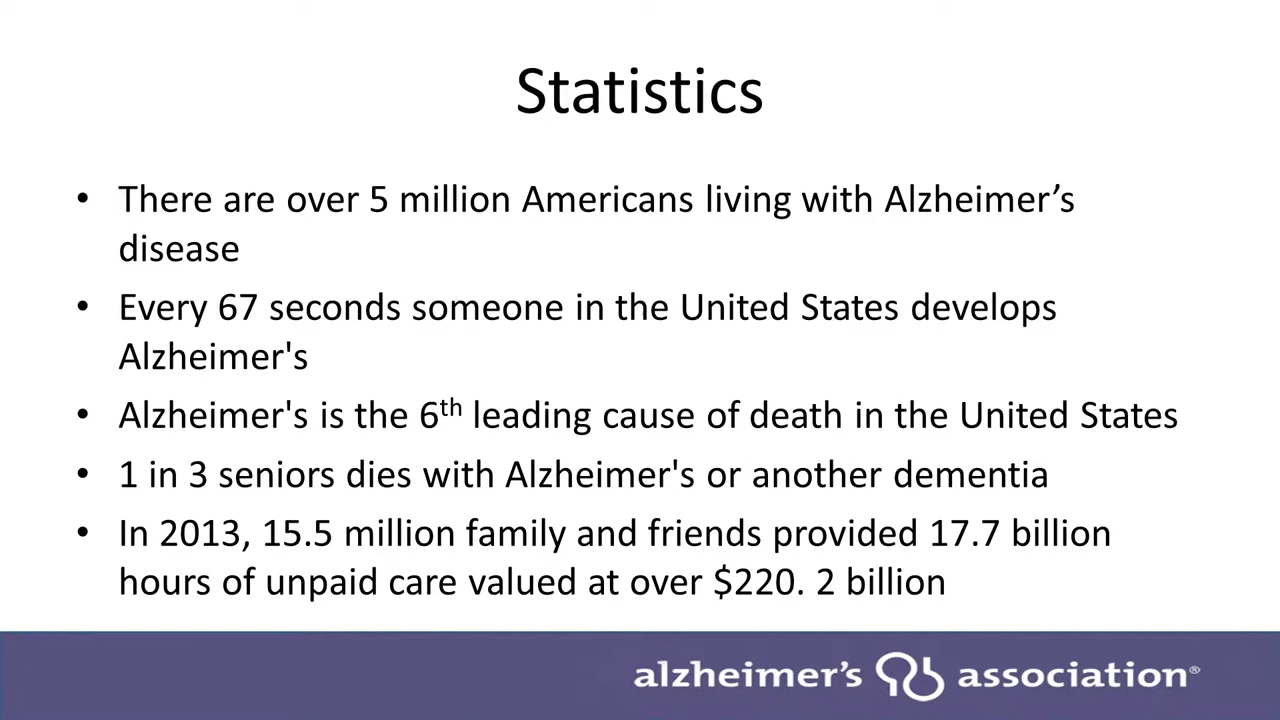 Statistics
• There are over 5 million Americans living with Alzheimer’s
disease
• Every 67 seconds someone in the United States develops
Alzheimer's
• Alzheimer's is the 6th leading cause of death in the United States
• 1 in 3 seniors dies with Alzheimer's or another dementia
• In 2013, 15.5 million family and friends provided 17.7 billion
hours of unpaid care valued at over $220. 2 billion
alzheimer's association®